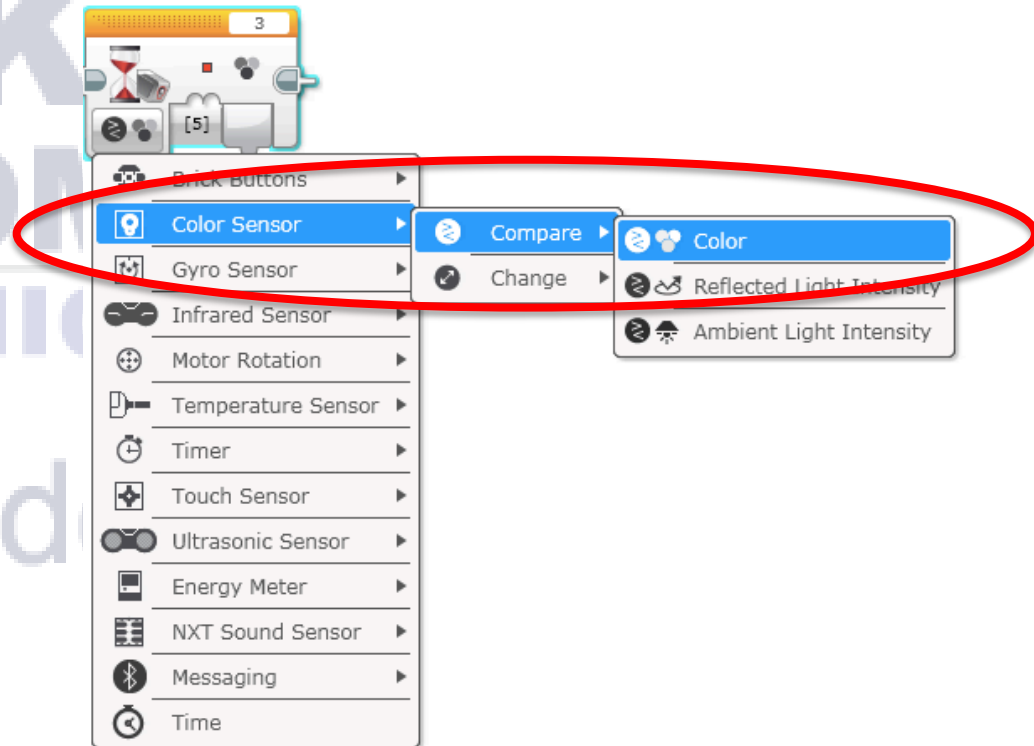 3
[5]
Brick Buttons
Color Sensor
Compare
Color
Gyro Sensor
Change
Reflected Light Intensity
Infrared Sensor
Ambient Light Intensity
Motor Rotation
Temperature Sensor
Timer
Touch Sensor
Ultrasonic Sensor
Energy Meter
NXT Sound Sensor
Messaging
Time